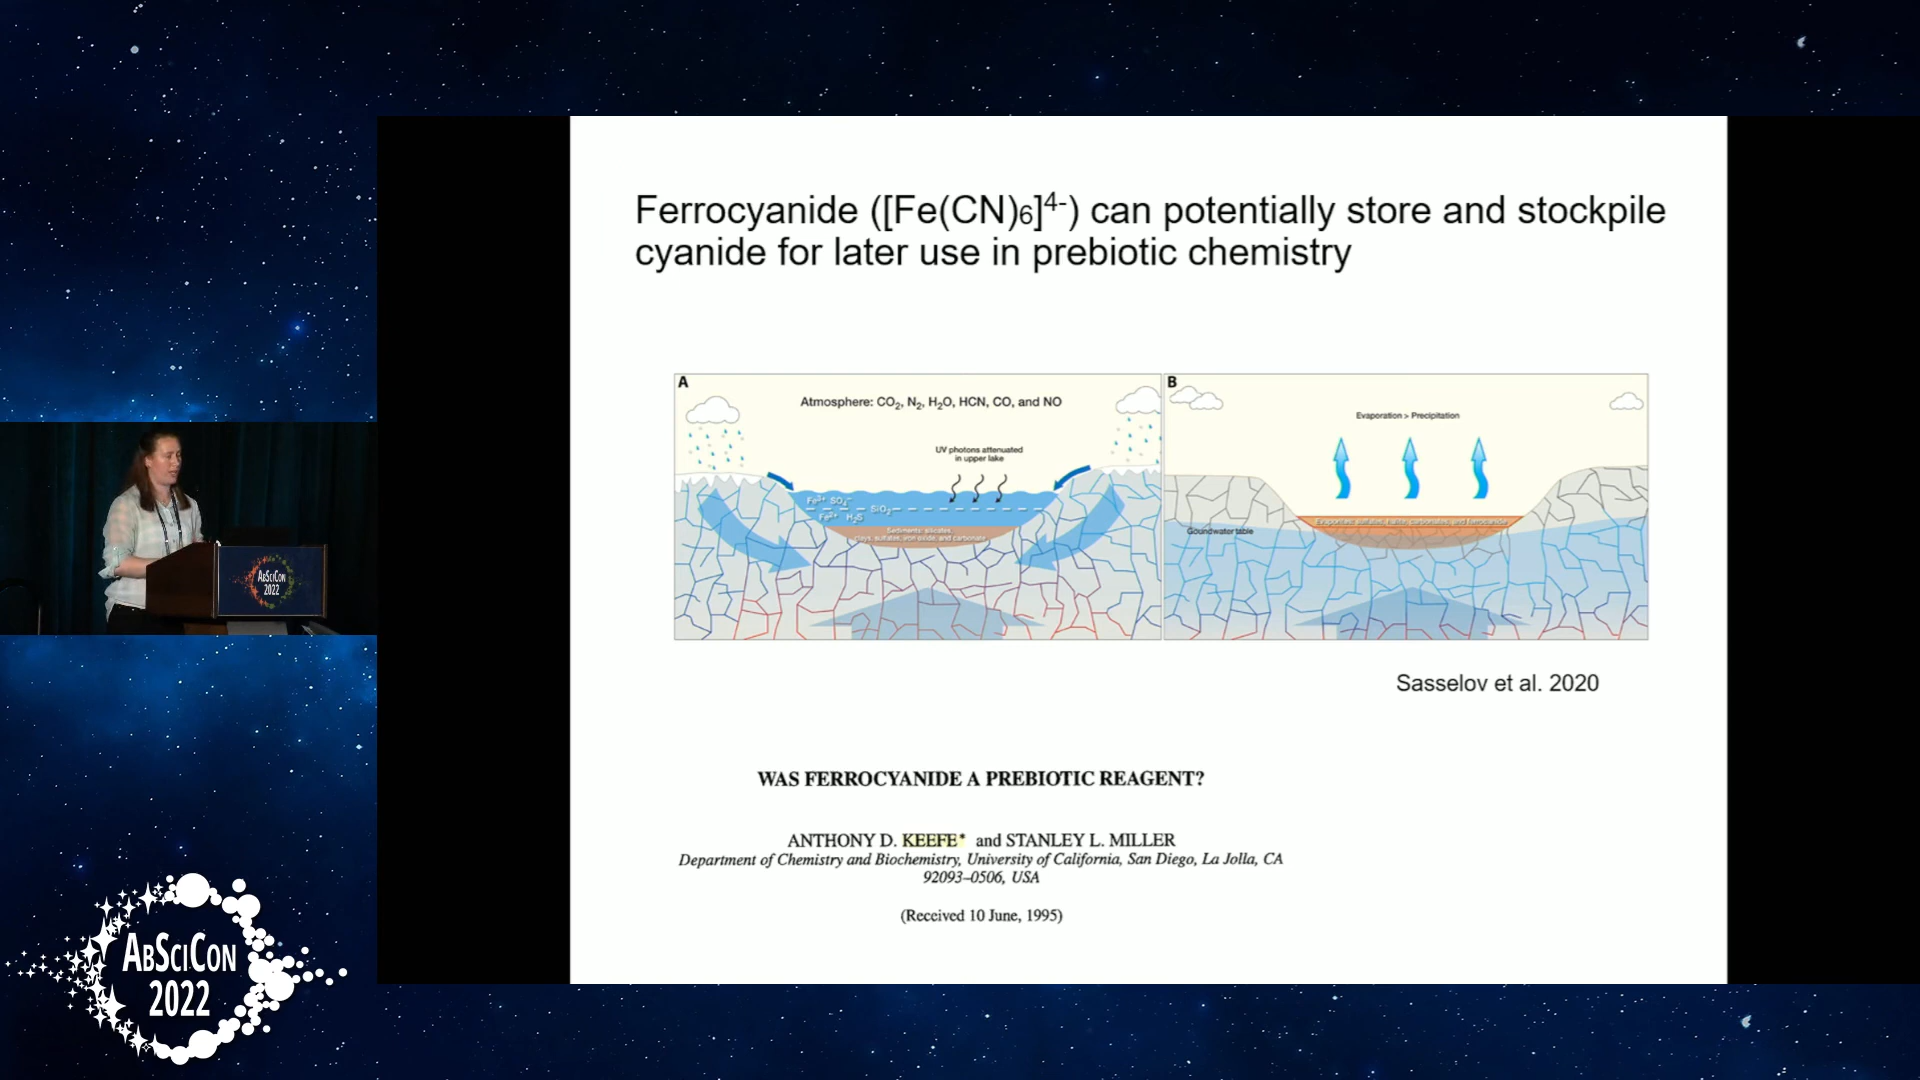 Ferrocyanide ([Fe(CN)6]4-) can potentially store and stockpile
cyanide for later use in prebiotic chemistry
A
Atmosphere: CO2, N2, H2O, HCN, CO, and NO
UV photons attenuated
in upper lake
Fe3+ SO42-
SiO2
Fe2+ H2S
Sediments: silicates,
clays, sulfates, iron oxide, and carbonate
B
Evaporation > Precipitation
Evaporites: sulfates, halite, carbonates, and ferrocyanide
Groundwater table
Sasselov et al. 2020
WAS FERROCYANIDE A PREBIOTIC REAGENT?
ANTHONY D. KEEFE* and STANLEY L. MILLER
Department of Chemistry and Biochemistry, University of California, San Diego, La Jolla, CA
92093–0506, USA
(Received 10 June, 1995)
ABSCICON
2022
ABSCICON
2022